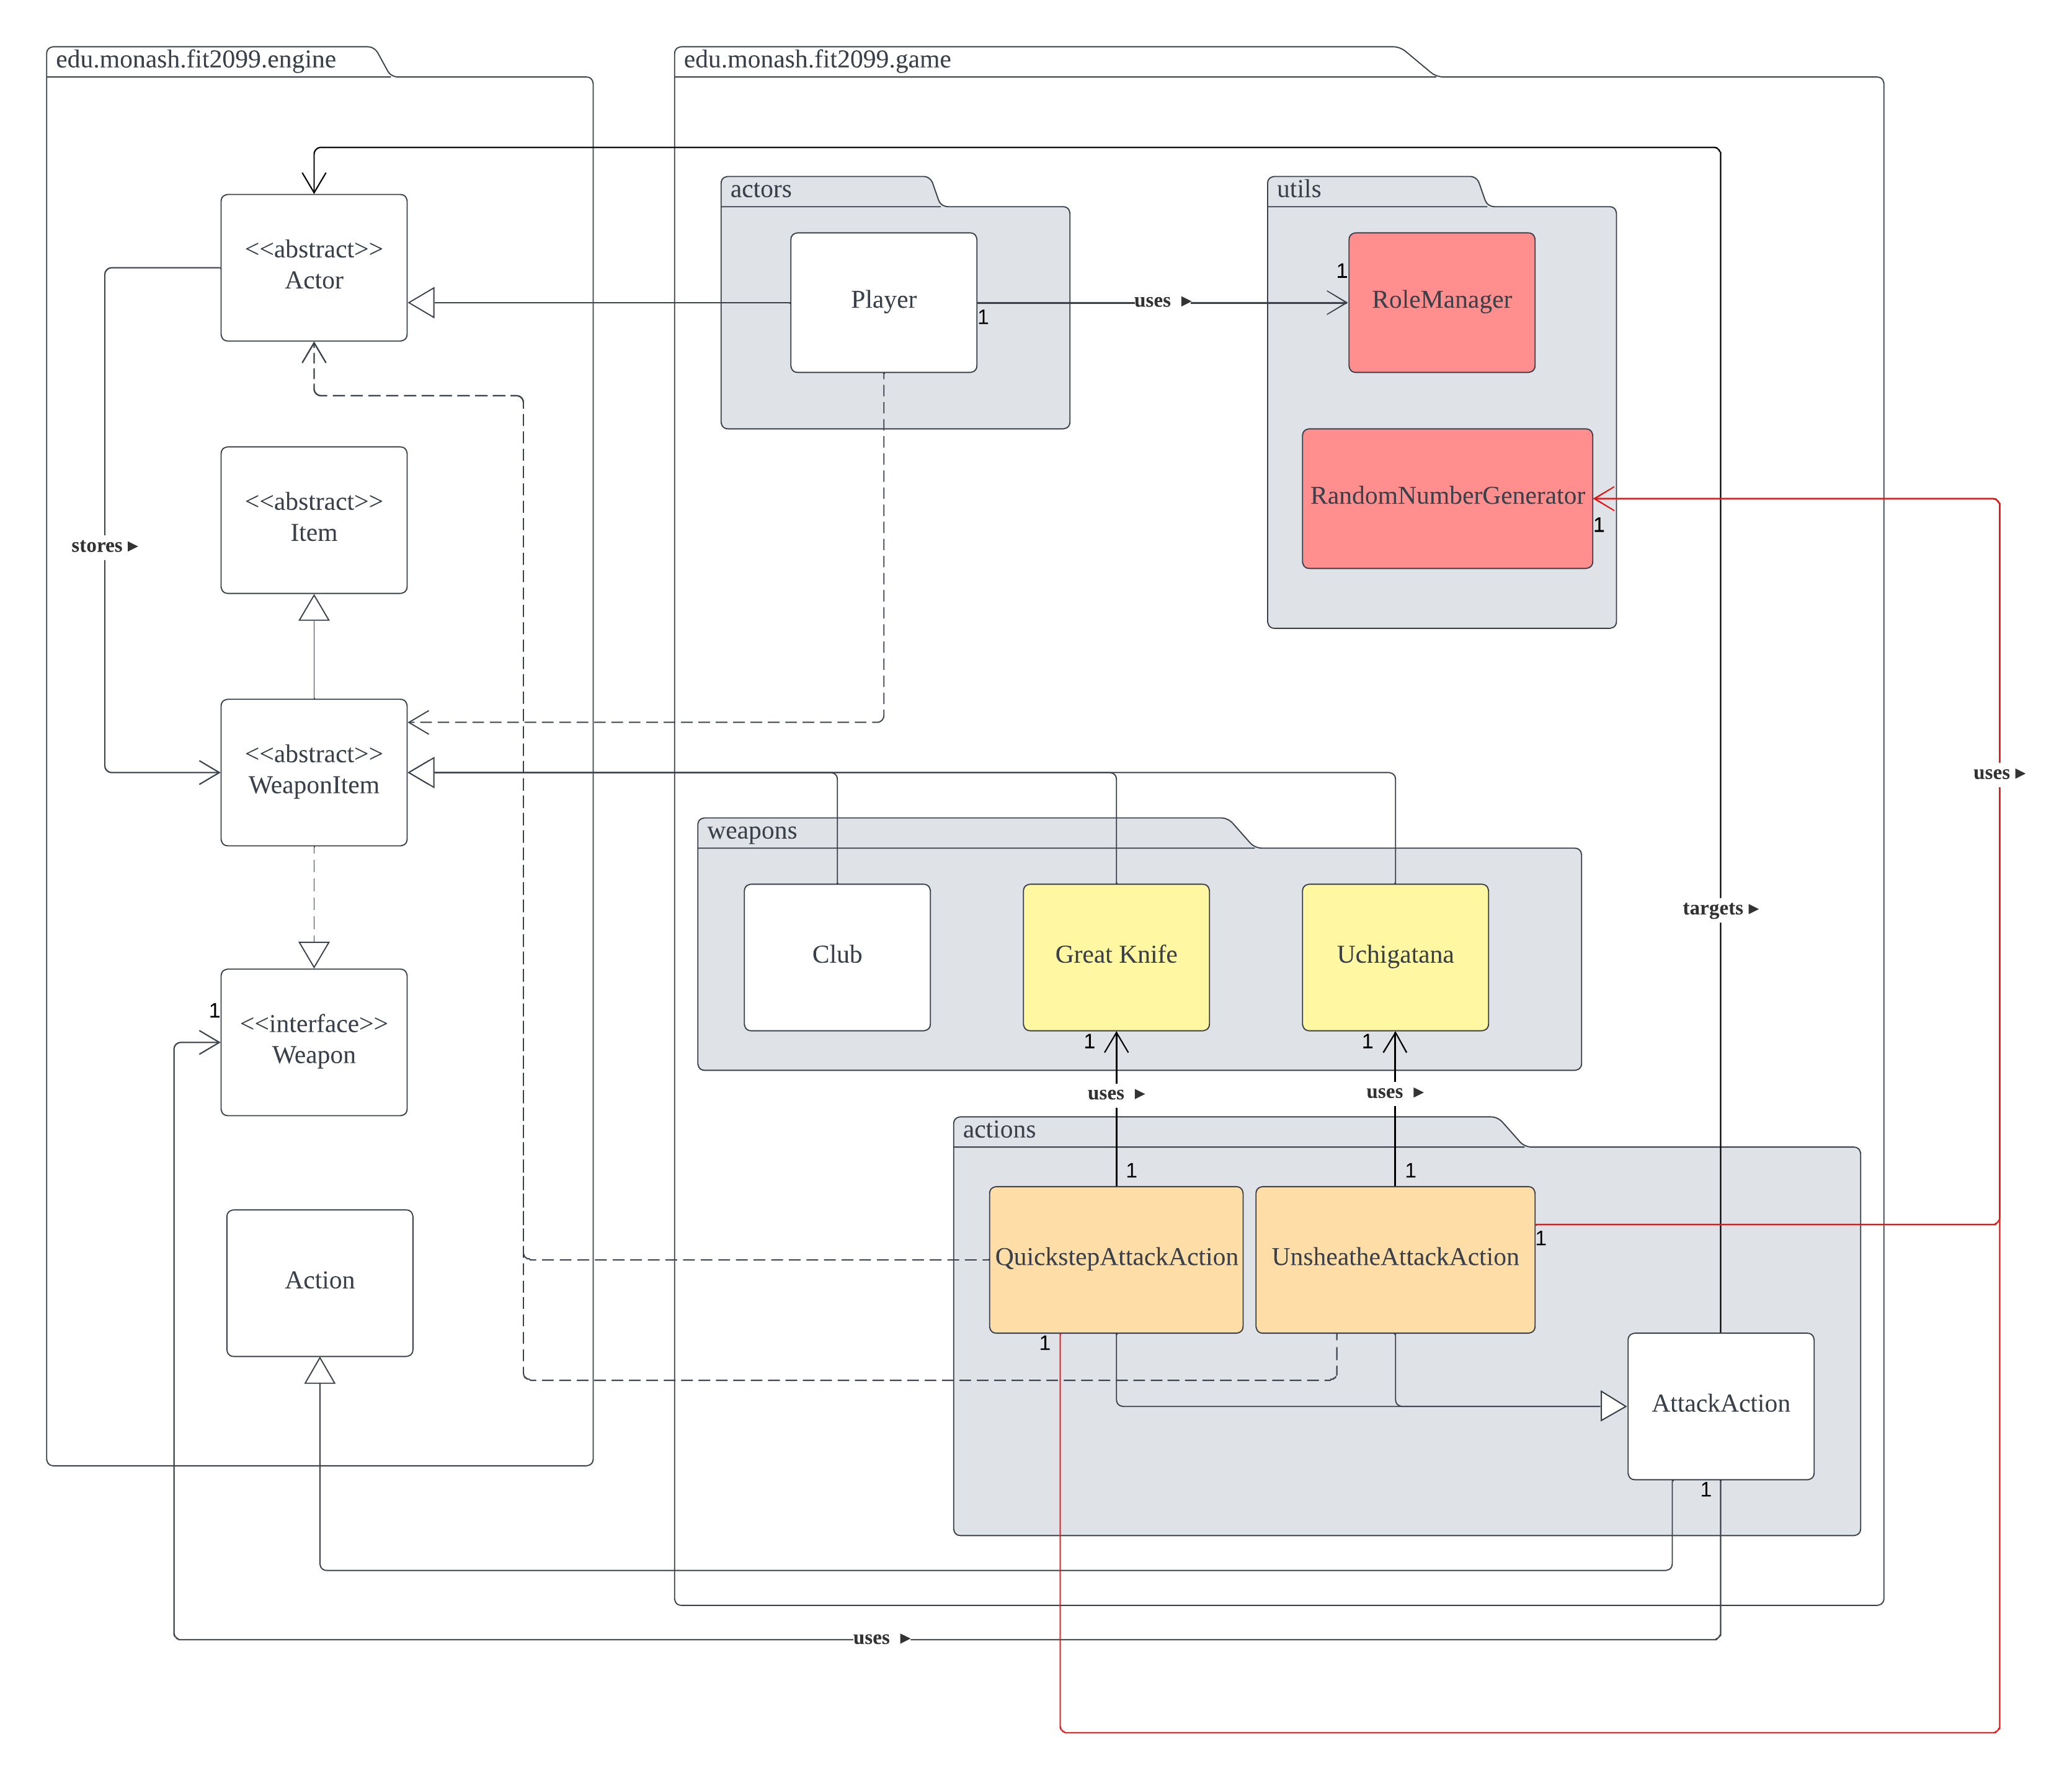 edu.monash.fit2099.engine
edu.monash.fit2099.game
actors
utils
<<abstract>>
Actor
Player
1
uses ►
1
RoleManager
<<abstract>>
Item
RandomNumberGenerator
1
stores ►
<<abstract>>
WeaponItem
uses ►
weapons
Club
Great Knife
Uchigatana
targets ►
1
<<interface>>
Weapon
1
1
uses ►
uses ►
actions
1
1
QuickstepAttackAction
UnsheatheAttackAction
1
1
Action
AttackAction
1
uses ►